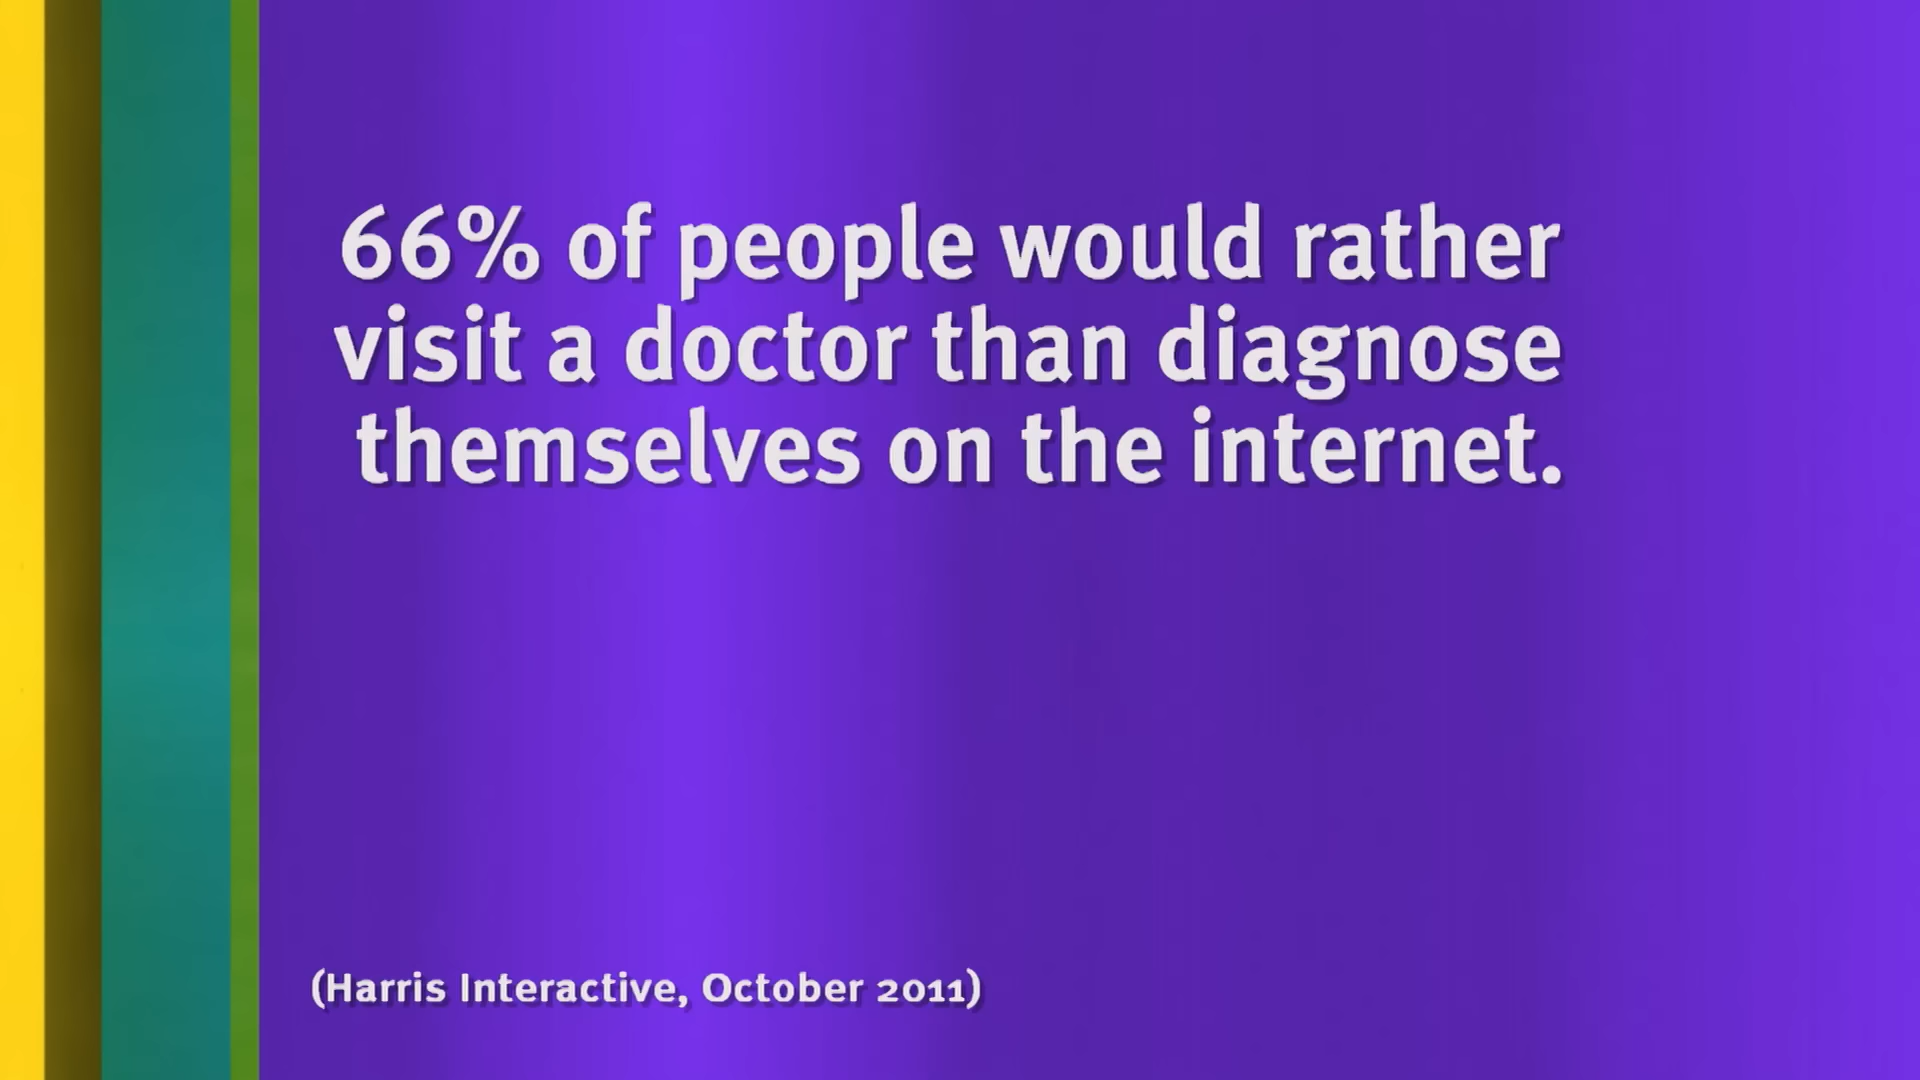 66% of people would rather
visit a doctor than diagnose
themselves on the internet.
(Harris Interactive, October 2011)